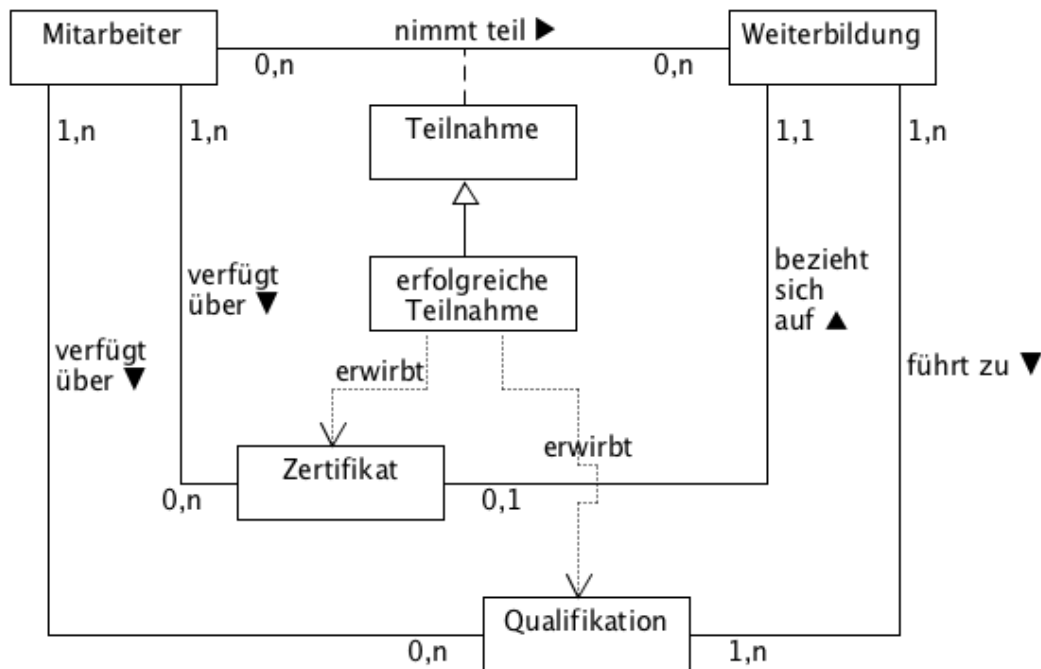 Mitarbeiter
nimmt teil ▶
Weiterbildung
0,n
0,n
1,n
1,n
Teilnahme
1,1
1,n
verfügt
über ▼
erfolgreiche
Teilnahme
bezieht
sich
auf ▲
verfügt
über ▼
erwirbt
führt zu ▼
erwirbt
Zertifikat
0,n
0,1
Qualifikation
0,n
1,n